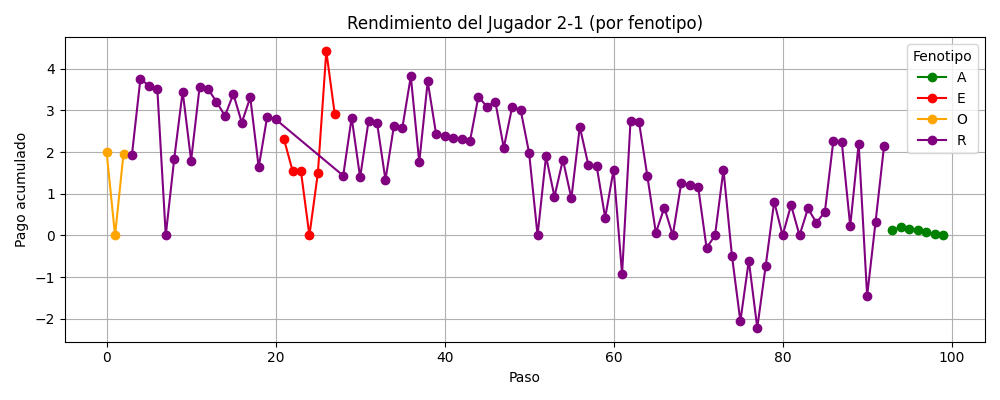 Rendimiento del Jugador 2-1 (por fenotipo)
Pago acumulado
4
3
2
1
0
−1
−2
Fenotipo
A
E
O
R
0 20 40 60 80 100
Paso